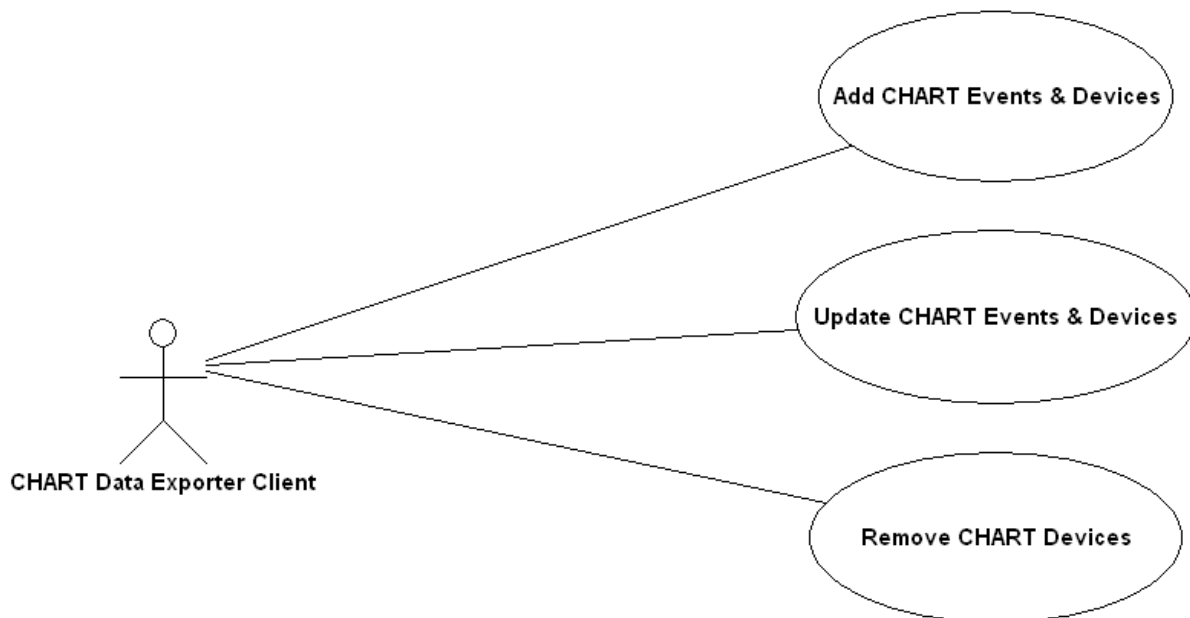 Add CHART Events & Devices
Update CHART Events & Devices
CHART Data Exporter Client
Remove CHART Devices